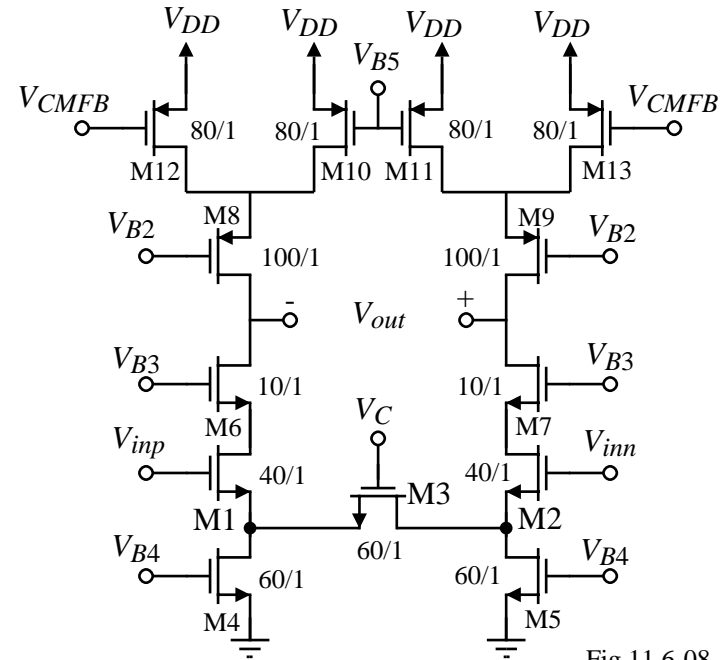 VDD VDD VDD VDD
VB5
VCMFB VCMFB
80/1 80/1 80/1 80/1
M12 M10 M11 M13
M8 M9
VB2 VB2
100/1 100/1
- Vout +
VB3 VB3
10/1 10/1
M6 VC M7
Vinp Vinn
40/1 40/1
M1 M3 M2
VB4 60/1 VB4
60/1 60/1
M4 M5
Fig 11.6-08